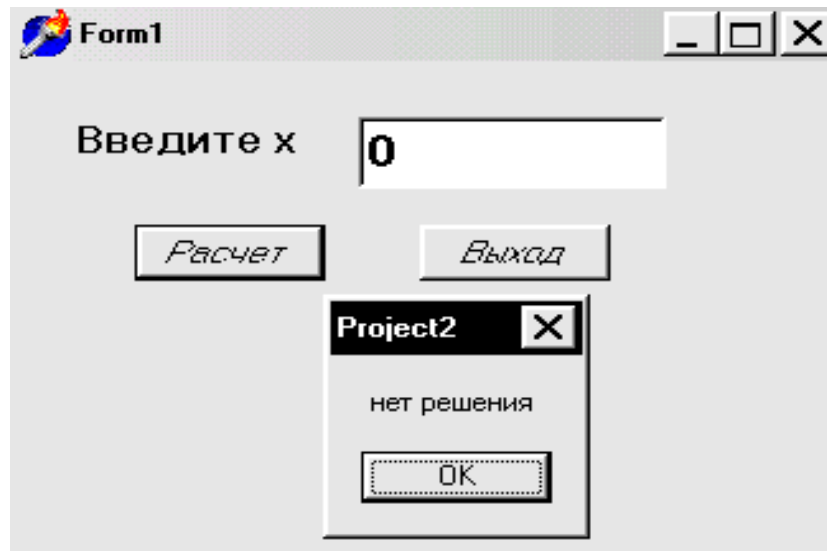 Form1
Введите x
0
Расчет
Выход
Project2
нет решения
OK